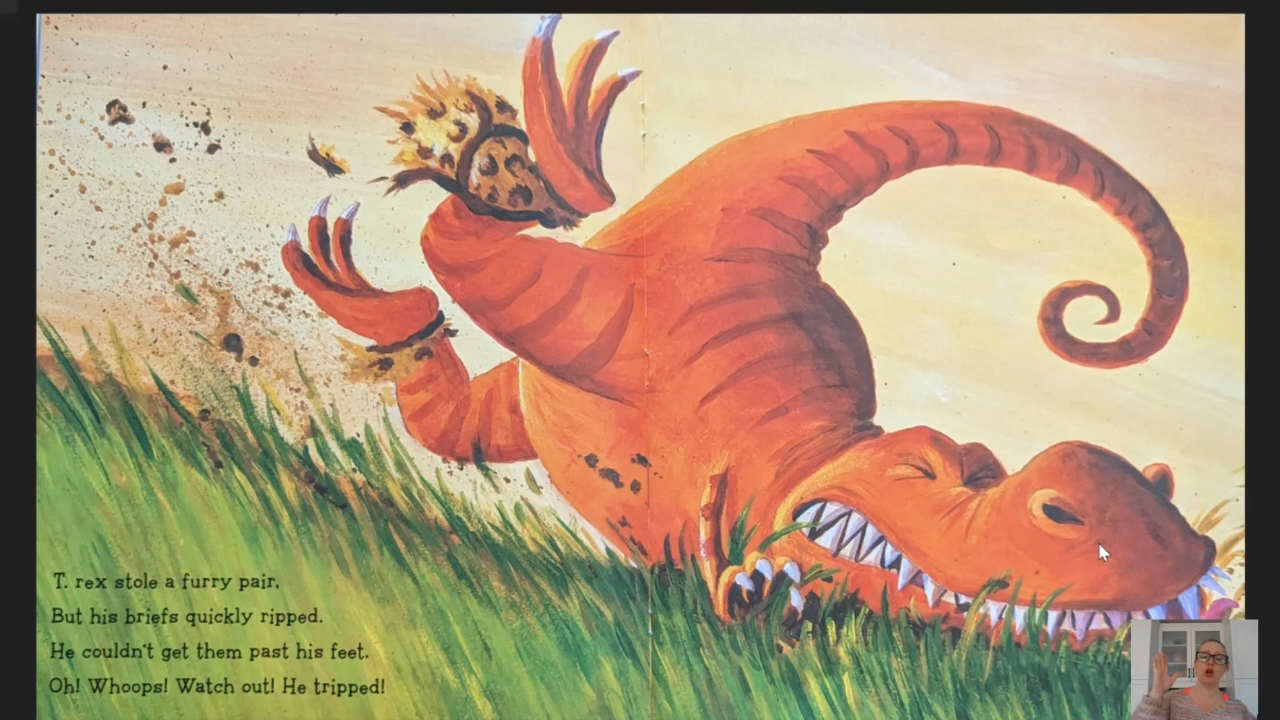 T. rex stole a furry pair,
But his briefs quickly ripped.
He couldn't get them past his feet.
Oh! Whoops! Watch out! He tripped!